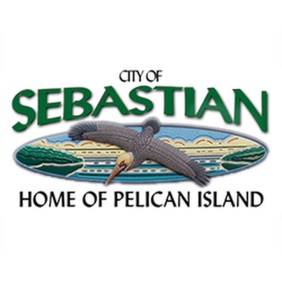 CITY OF
SEBASTIAN
HOME OF PELICAN ISLAND